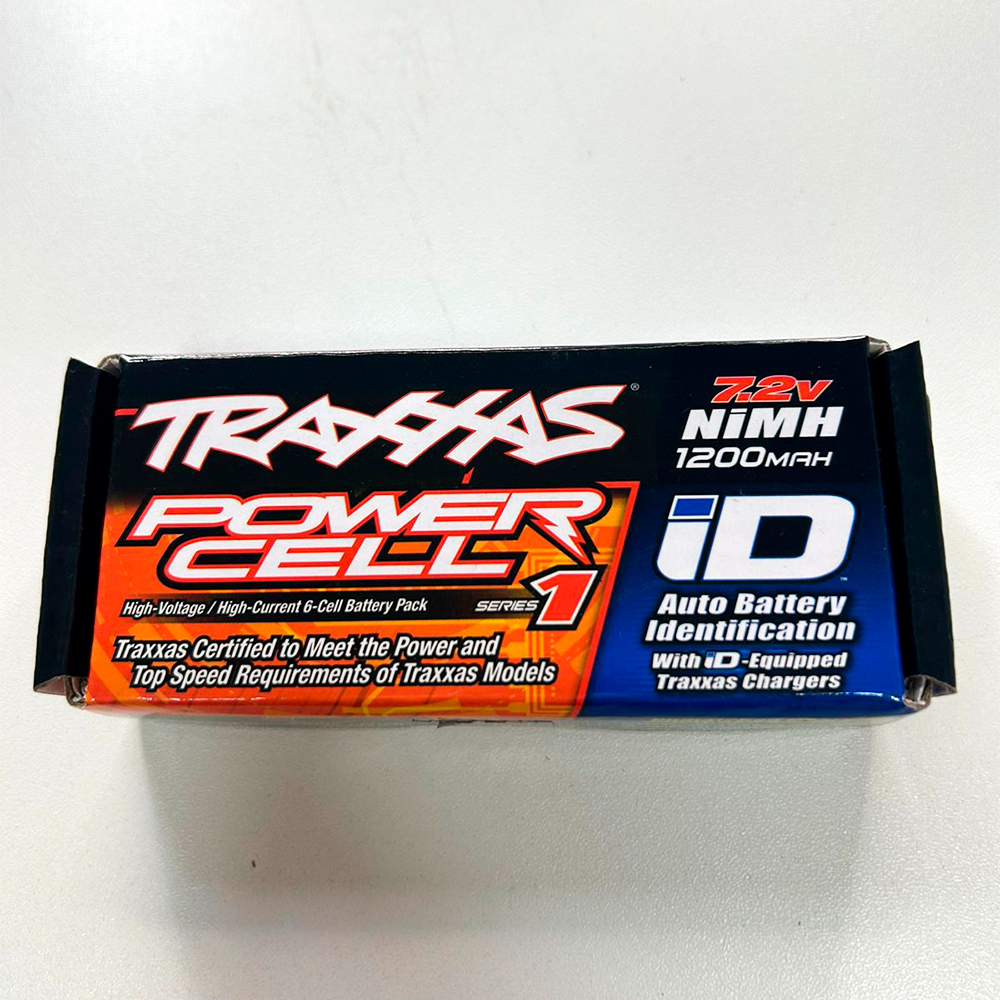 TRAXXAS®
7.2V
NiMH
1200MAH
POWER
CELL
High-Voltage / High-Current 6-Cell Battery Pack
SERIES 1
Traxxas Certified to Meet the Power and
Top Speed Requirements of Traxxas Models
iD™
Auto Battery
Identification
With iD-Equipped
Traxxas Chargers